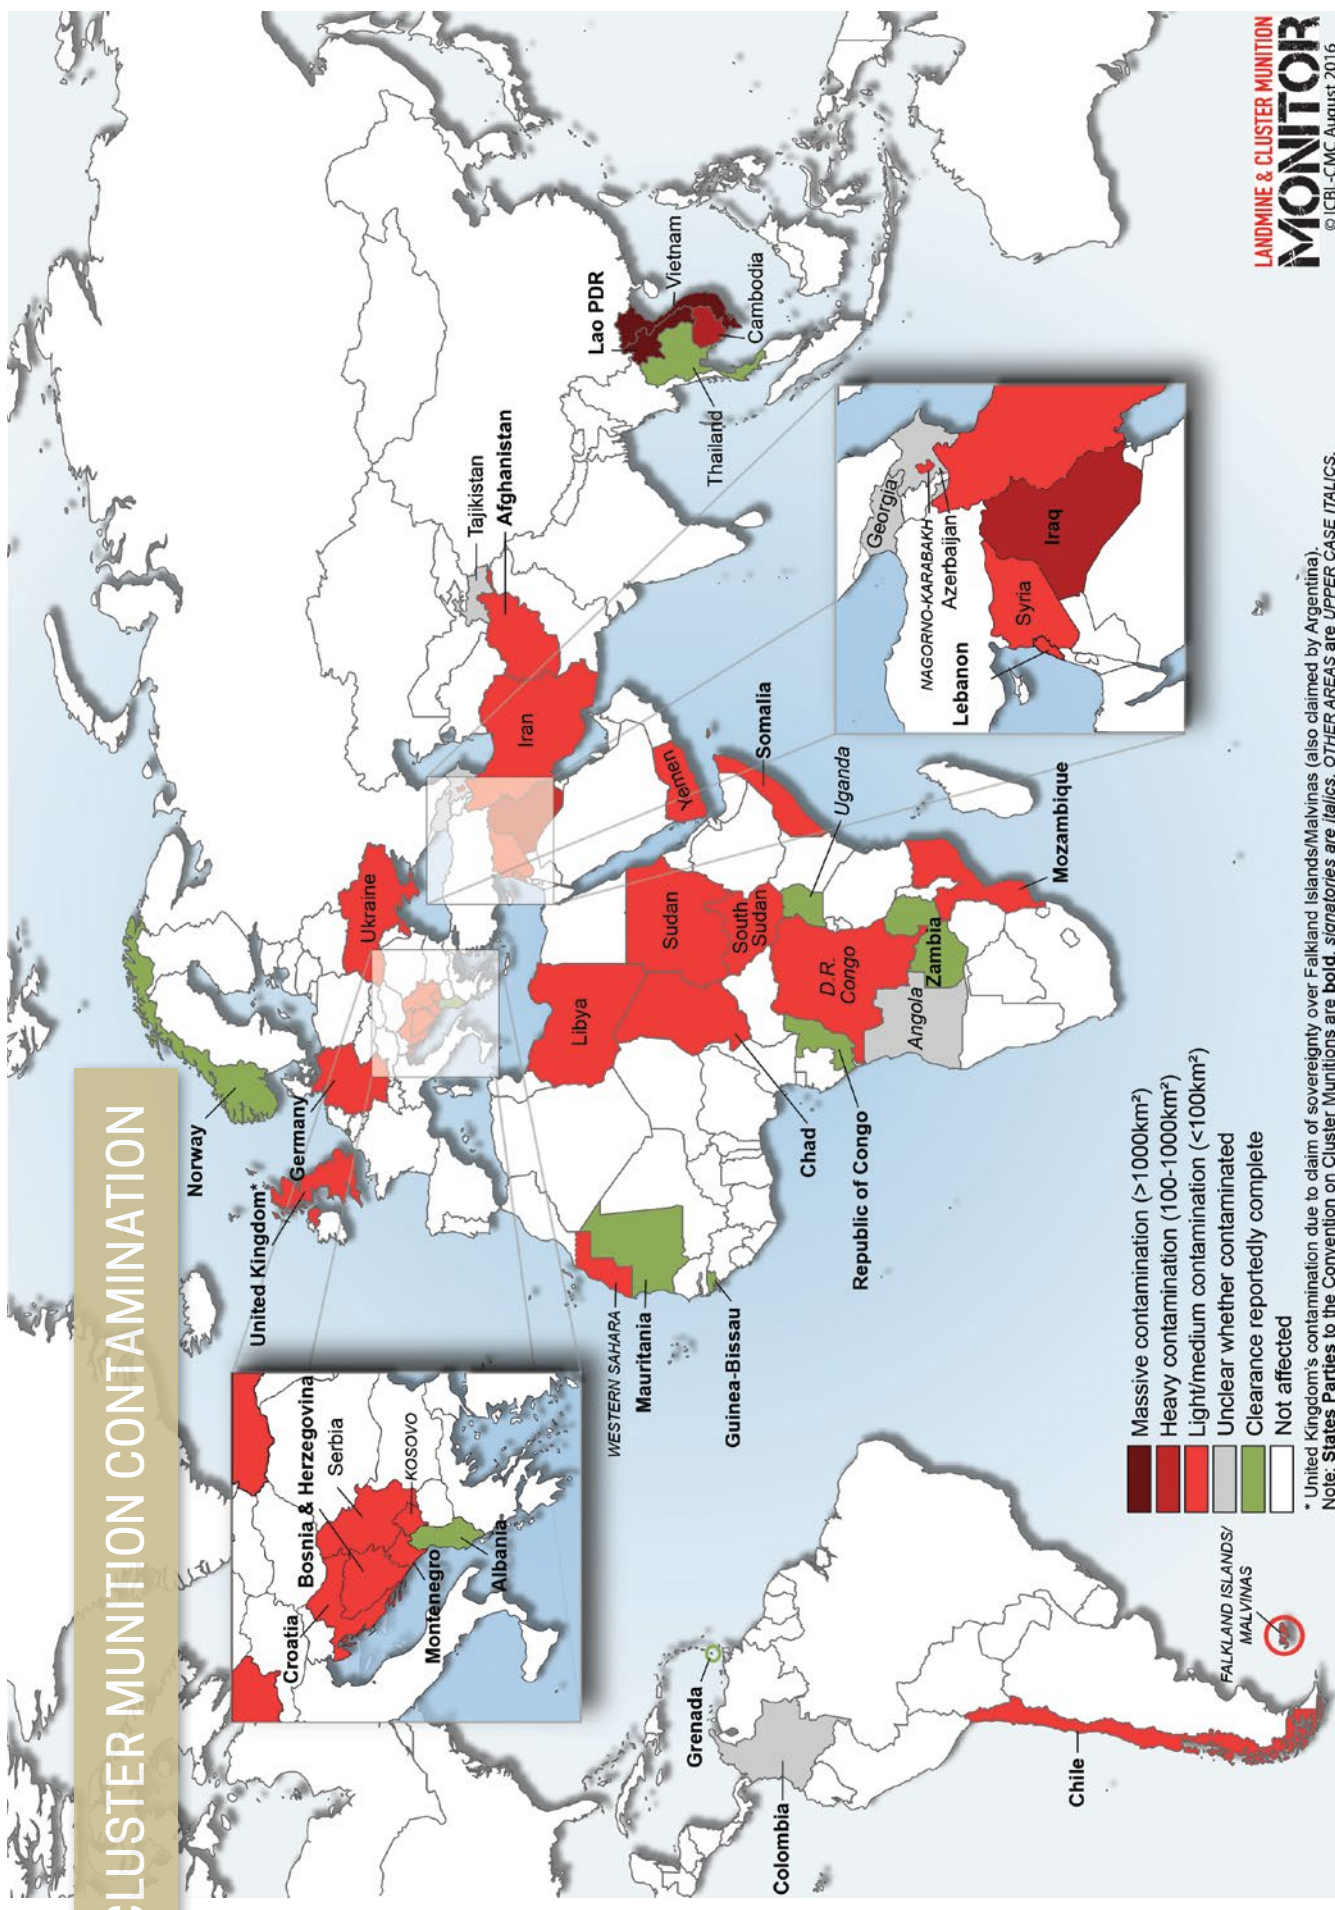 CLUSTER MUNITION CONTAMINATION
Norway
United Kingdom*
Germany
Ukraine
Tajikistan
Afghanistan
Iran
Lao PDR
Vietnam
Cambodia
Thailand
Croatia
Bosnia & Herzegovina
Serbia
KOSOVO
Montenegro
Albania
WESTERN SAHARA
Mauritania
Guinea-Bissau
Libya
Chad
Sudan
South
Sudan
Yemen
Somalia
Uganda
D.R.
Congo
Republic of Congo
Angola
Zambia
Mozambique
Georgia
NAGORNO-KARABAKH
Azerbaijan
Lebanon
Syria
Iraq
Grenada
Colombia
Chile
FALKLAND ISLANDS/
MALVINAS
Massive contamination (>1000km²)
Heavy contamination (100-1000km²)
Light/medium contamination (<100km²)
Unclear whether contaminated
Clearance reportedly complete
Not affected
* United Kingdom's contamination due to claim of sovereignty over Falkland Islands/Malvinas (also claimed by Argentina).
Note: States Parties to the Convention on Cluster Munitions are bold, signatories are italics, OTHER AREAS are UPPER CASE ITALICS.
LANDMINE & CLUSTER MUNITION
MONITOR
© ICBL-CMC August 2016